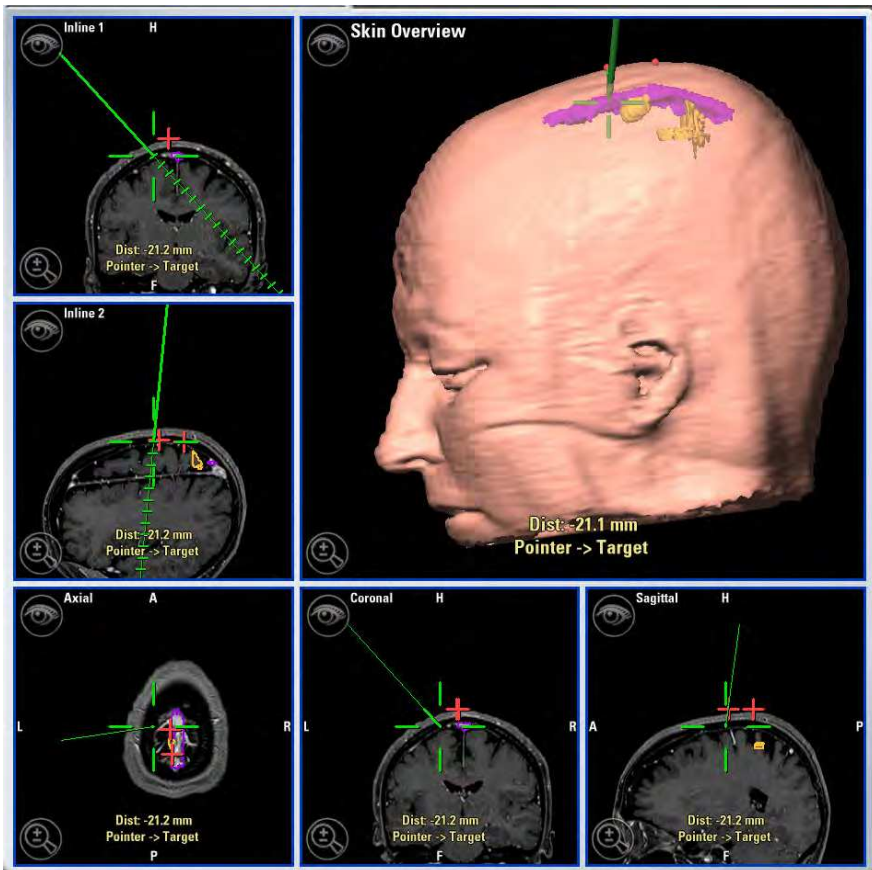 Inline 1
H
Dist: -21.2 mm
Pointer -> Target
F
Skin Overview
Dist: -21.1 mm
Pointer -> Target
Inline 2
Dist: -21.2 mm
Pointer -> Target
Axial
A
L
R
Dist: -21.2 mm
Pointer -> Target
P
Coronal
H
L
R
Dist: -21.2 mm
Pointer -> Target
F
Sagittal
H
A
P
Dist: -21.2 mm
Pointer -> Target
F